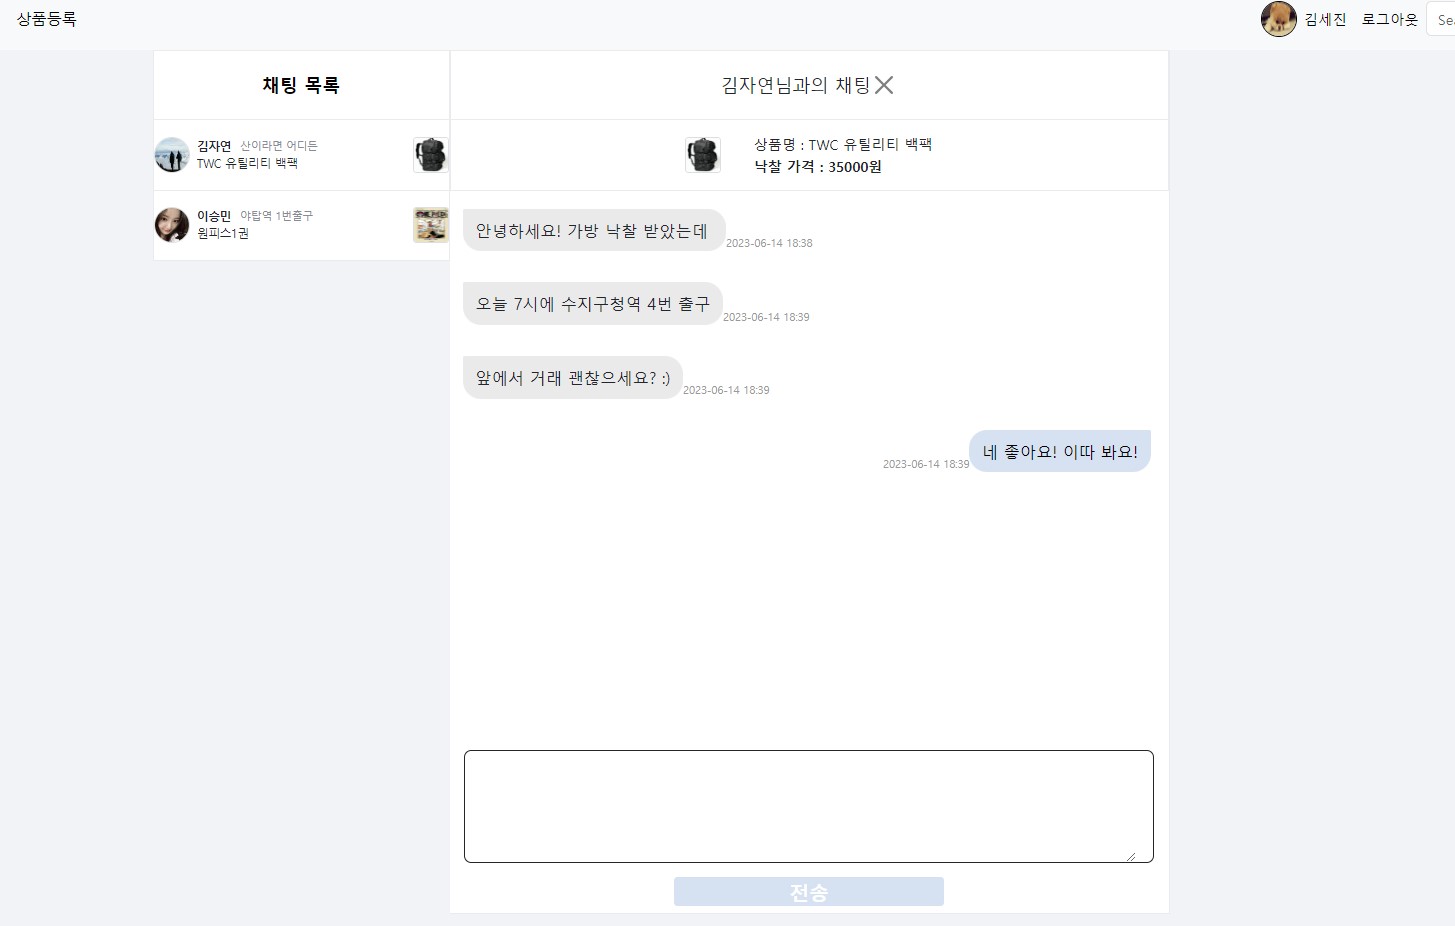 상품등록
김세진 로그아웃 Sea
채팅 목록
김자연 산이라면 어디든
TWC 유틸리티 백팩
이승민 야탑역 1번출구
원피스1권
김자연님과의 채팅
상품명 : TWC 유틸리티 백팩
낙찰 가격 : 35000원
안녕하세요! 가방 낙찰 받았는데
2023-06-14 18:38
오늘 7시에 수지구청역 4번 출구
2023-06-14 18:39
앞에서 거래 괜찮으세요? :)
2023-06-14 18:39
네 좋아요! 이따 봐요!
2023-06-14 18:39
전송